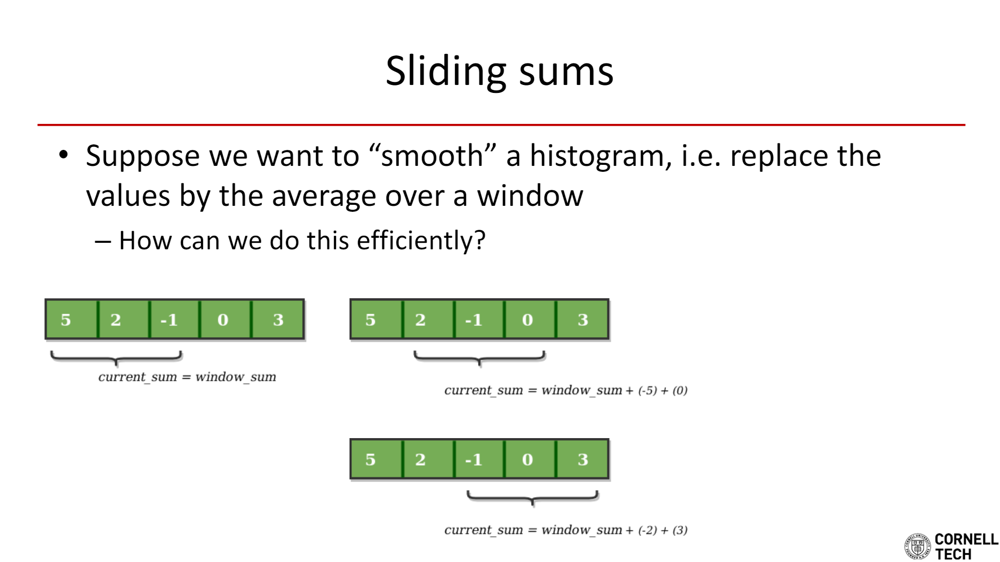 Sliding sums
• Suppose we want to “smooth” a histogram, i.e. replace the
values by the average over a window
– How can we do this efficiently?
5 2 -1 0 3
current_sum = window_sum
5 2 -1 0 3
current_sum = window_sum + (-5) + (0)
5 2 -1 0 3
current_sum = window_sum + (-2) + (3)
CORNELL
TECH